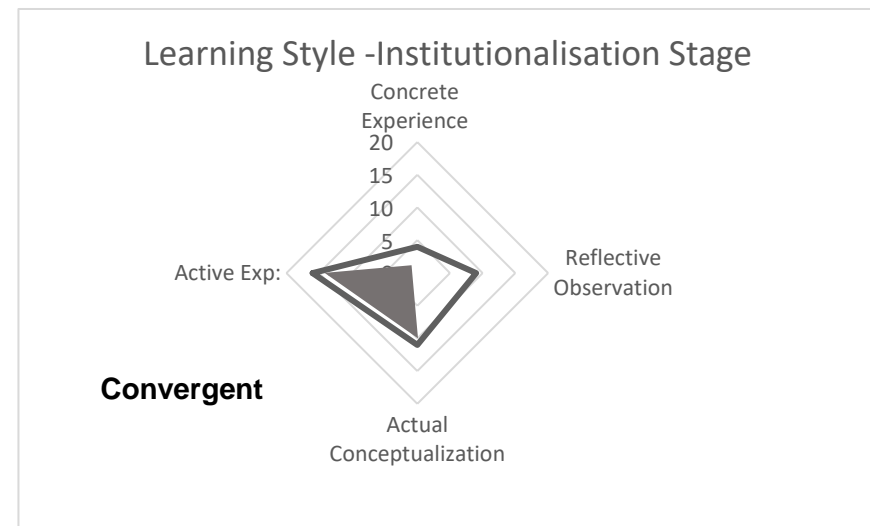 Learning Style -Institutionalisation Stage
Concrete
Experience
20
15
10
5
Active Exp:
Reflective
Observation
Convergent
Actual
Conceptualization